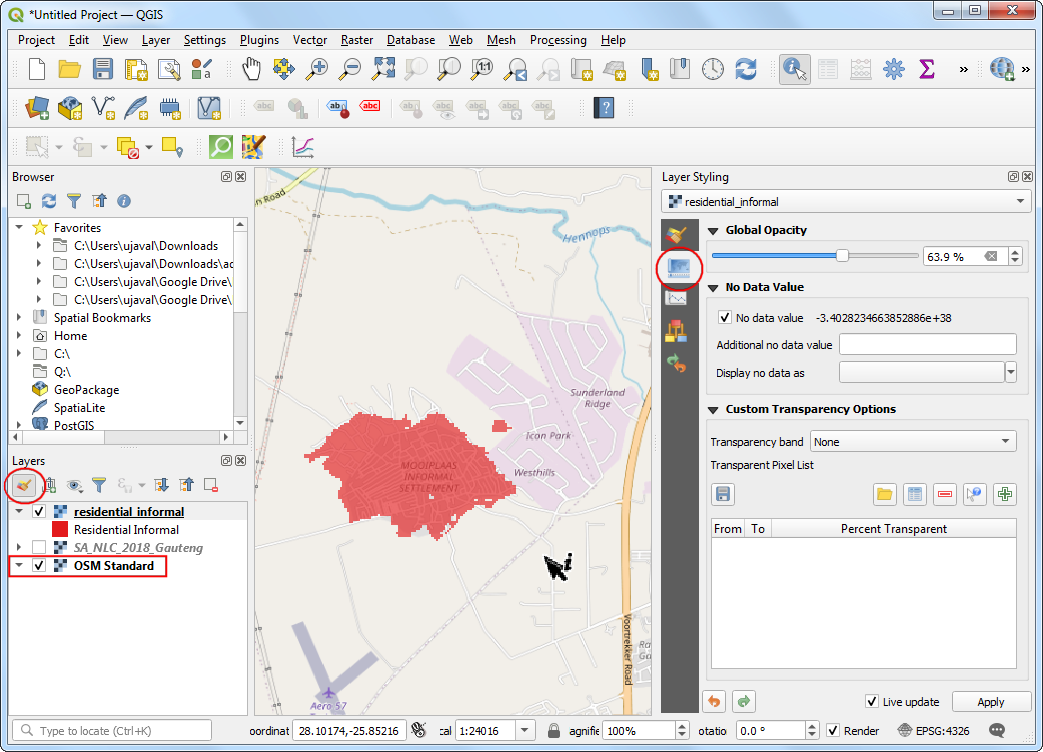 *Untitled Project — QGIS
Project Edit View Layer Settings Plugins Vector Raster Database Web Mesh Processing Help
Browser
Favorites
C:\Users\ujaval\Downloads
C:\Users\ujaval\Downloads\ac
C:\Users\ujaval\Google Drive\
C:\Users\ujaval\Google Drive\
Spatial Bookmarks
Home
C:\
Q:\
GeoPackage
SpatiaLite
PostGIS
Layers
residential_informal
Residential Informal
SA_NLC_2018_Gauteng
OSM Standard
on Road
Hennops
Sunderland
Ridge
Icon Park
Westhills
MOOIPLAAS
INFORMAL
SETTLEMENT
Voortrekker Road
Aero 57
Layer Styling
residential_informal
Global Opacity
63.9 %
No Data Value
No data value -3.4028234663852886e+38
Additional no data value
Display no data as
Custom Transparency Options
Transparency band None
Transparent Pixel List
From To Percent Transparent
Live update Apply
Type to locate (Ctrl+K) oordinat 28.10174,-25.85216 cal 1:24016 agnifie 100% otatio 0.0 ° Render EPSG:4326